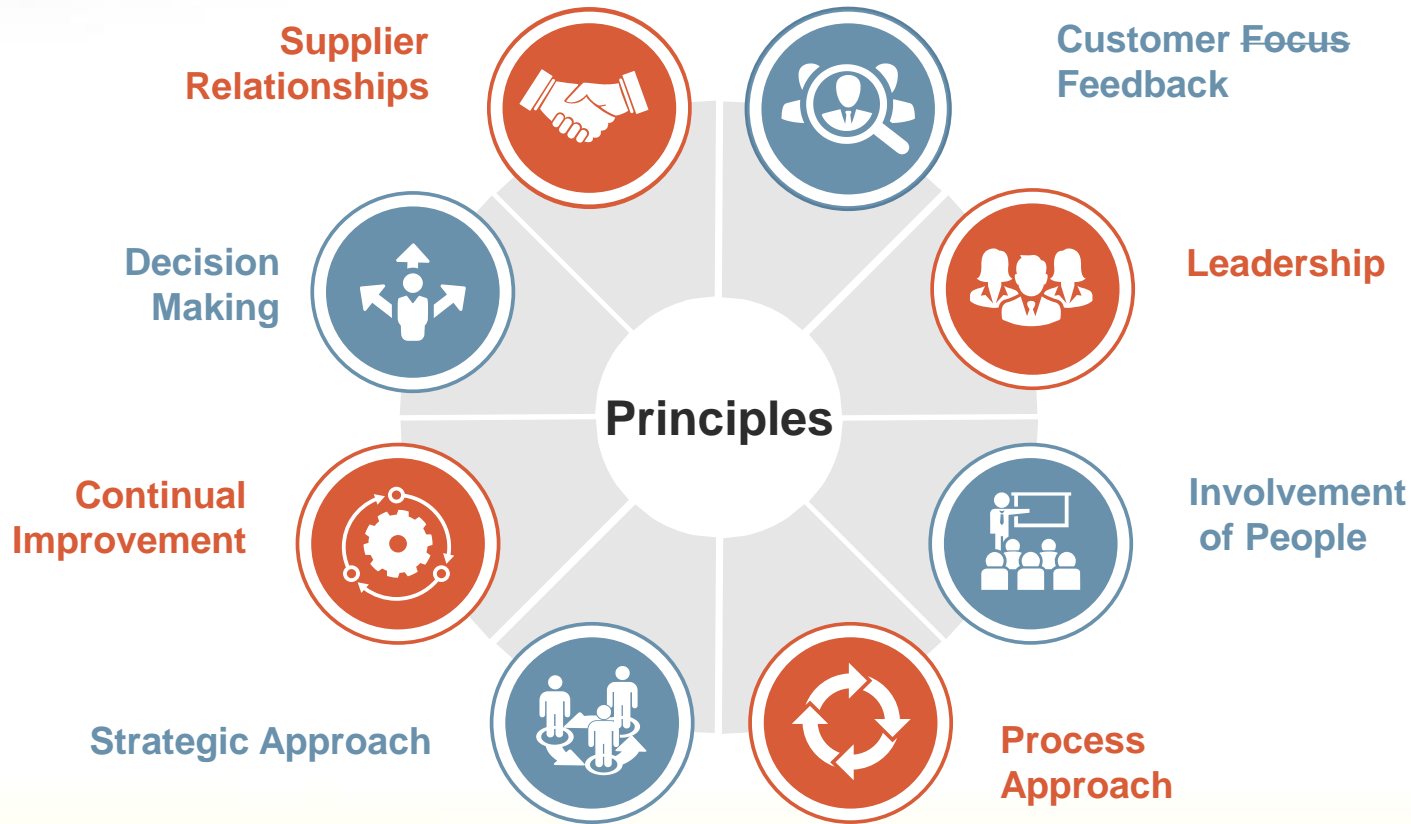 Supplier
Relationships
Customer ~~Focus~~
Feedback
Decision
Making
Leadership
Principles
Continual
Improvement
Involvement
of People
Strategic Approach
Process
Approach